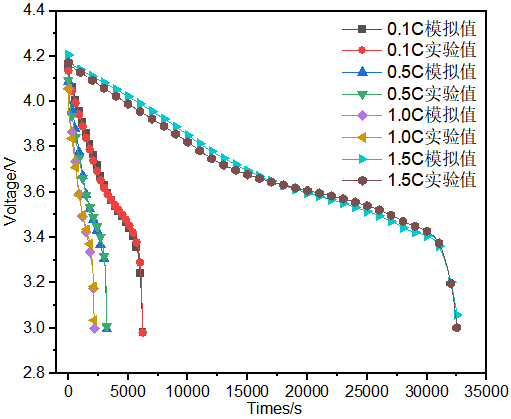 4.4
4.2
4.0
3.8
3.6
3.4
3.2
3.0
2.8
Voltage/V
0.1C模拟值
0.1C实验值
0.5C模拟值
0.5C实验值
1.0C模拟值
1.0C实验值
1.5C模拟值
1.5C实验值
0 5000 10000 15000 20000 25000 30000 35000
Times/s